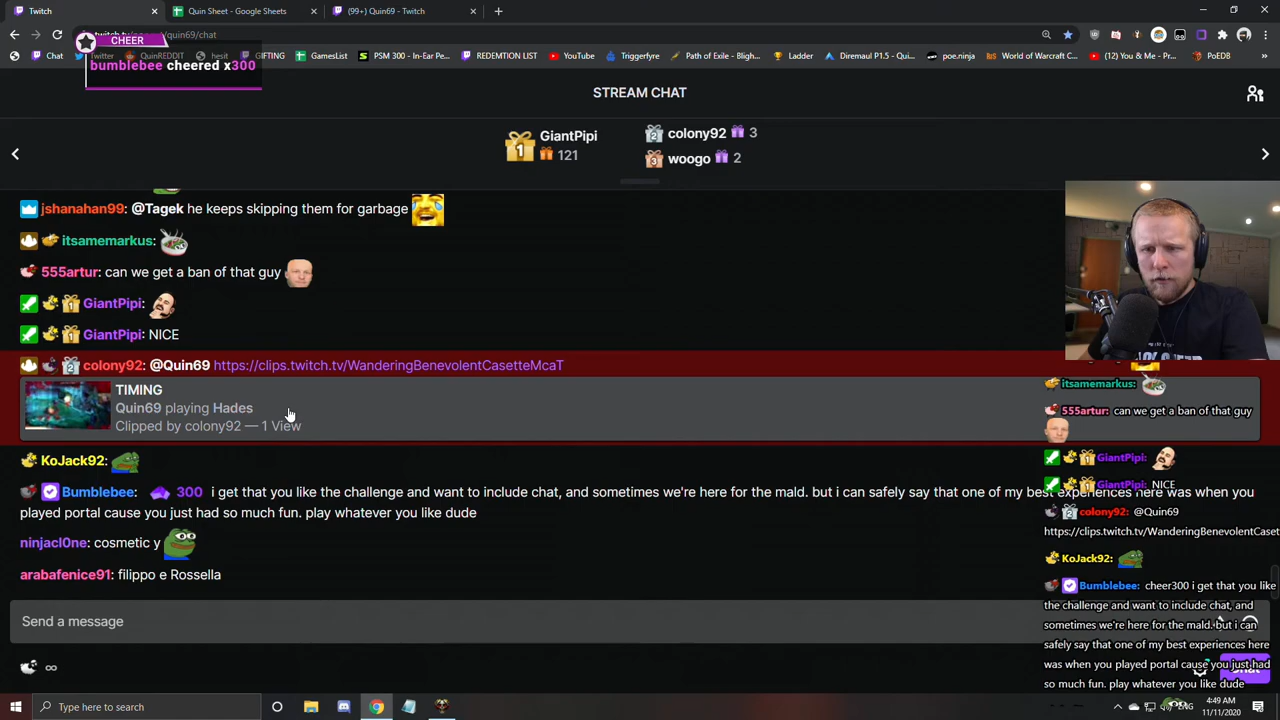 Twitch
Quin Sheet - Google Sheets
(99+) Quin69 - Twitch
/quin69/chat
CHEER
bumblebee cheered x300
Chat
Twitter
QuinREDDIT
hesit
GIFTING
GamesList
PSM 300 - In-Ear Pe...
REDEMTION LIST
YouTube
Triggerfyre
Path of Exile - Bligh...
Ladder
Diremaul P1.5 - Qui...
poe.ninja
World of Warcraft C...
(12) You & Me - Pr...
PoEDB
STREAM CHAT
1 GiantPipi
121
2 colony92 3
3 woogo 2
jshanahan99: @Tagek he keeps skipping them for garbage
itsamemarkus:
555artur: can we get a ban of that guy
GiantPipi:
GiantPipi: NICE
colony92: @Quin69 https://clips.twitch.tv/WanderingBenevolentCasetteMcaT
TIMING
Quin69 playing Hades
Clipped by colony92 — 1 View
KoJack92:
Bumblebee: 300 i get that you like the challenge and want to include chat, and sometimes we're here for the mald. but i can safely say that one of my best experiences here was when you
played portal cause you just had so much fun. play whatever you like dude
ninjacl0ne: cosmetic y
arabafenice91: filippo e Rossella
Send a message
∞
Chat
itsamemarkus:
555artur: can we get a ban of that guy
GiantPipi:
GiantPipi: NICE
colony92: @Quin69
https://clips.twitch.tv/WanderingBenevolentCaset
KoJack92:
Bumblebee: cheer300 i get that you like
the challenge and want to include chat, and
sometimes we're here for the mald. but i can
safely say that one of my best experiences here
was when you played portal cause you just had
so much fun. play whatever you like dude
Type here to search
ENG
4:49 AM
11/11/2020